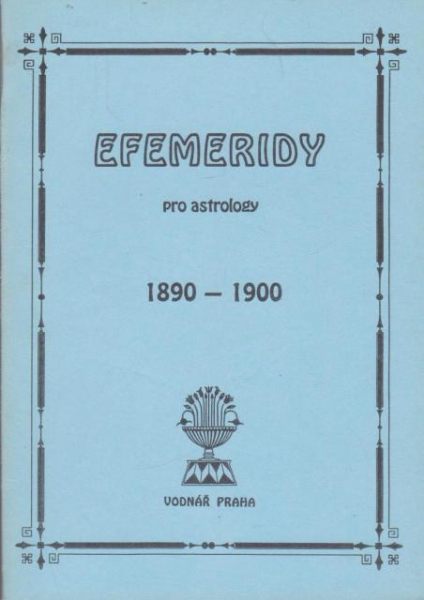 EFEMERIDY
pro astrology
1890 – 1900
VODNÁŘ PRAHA